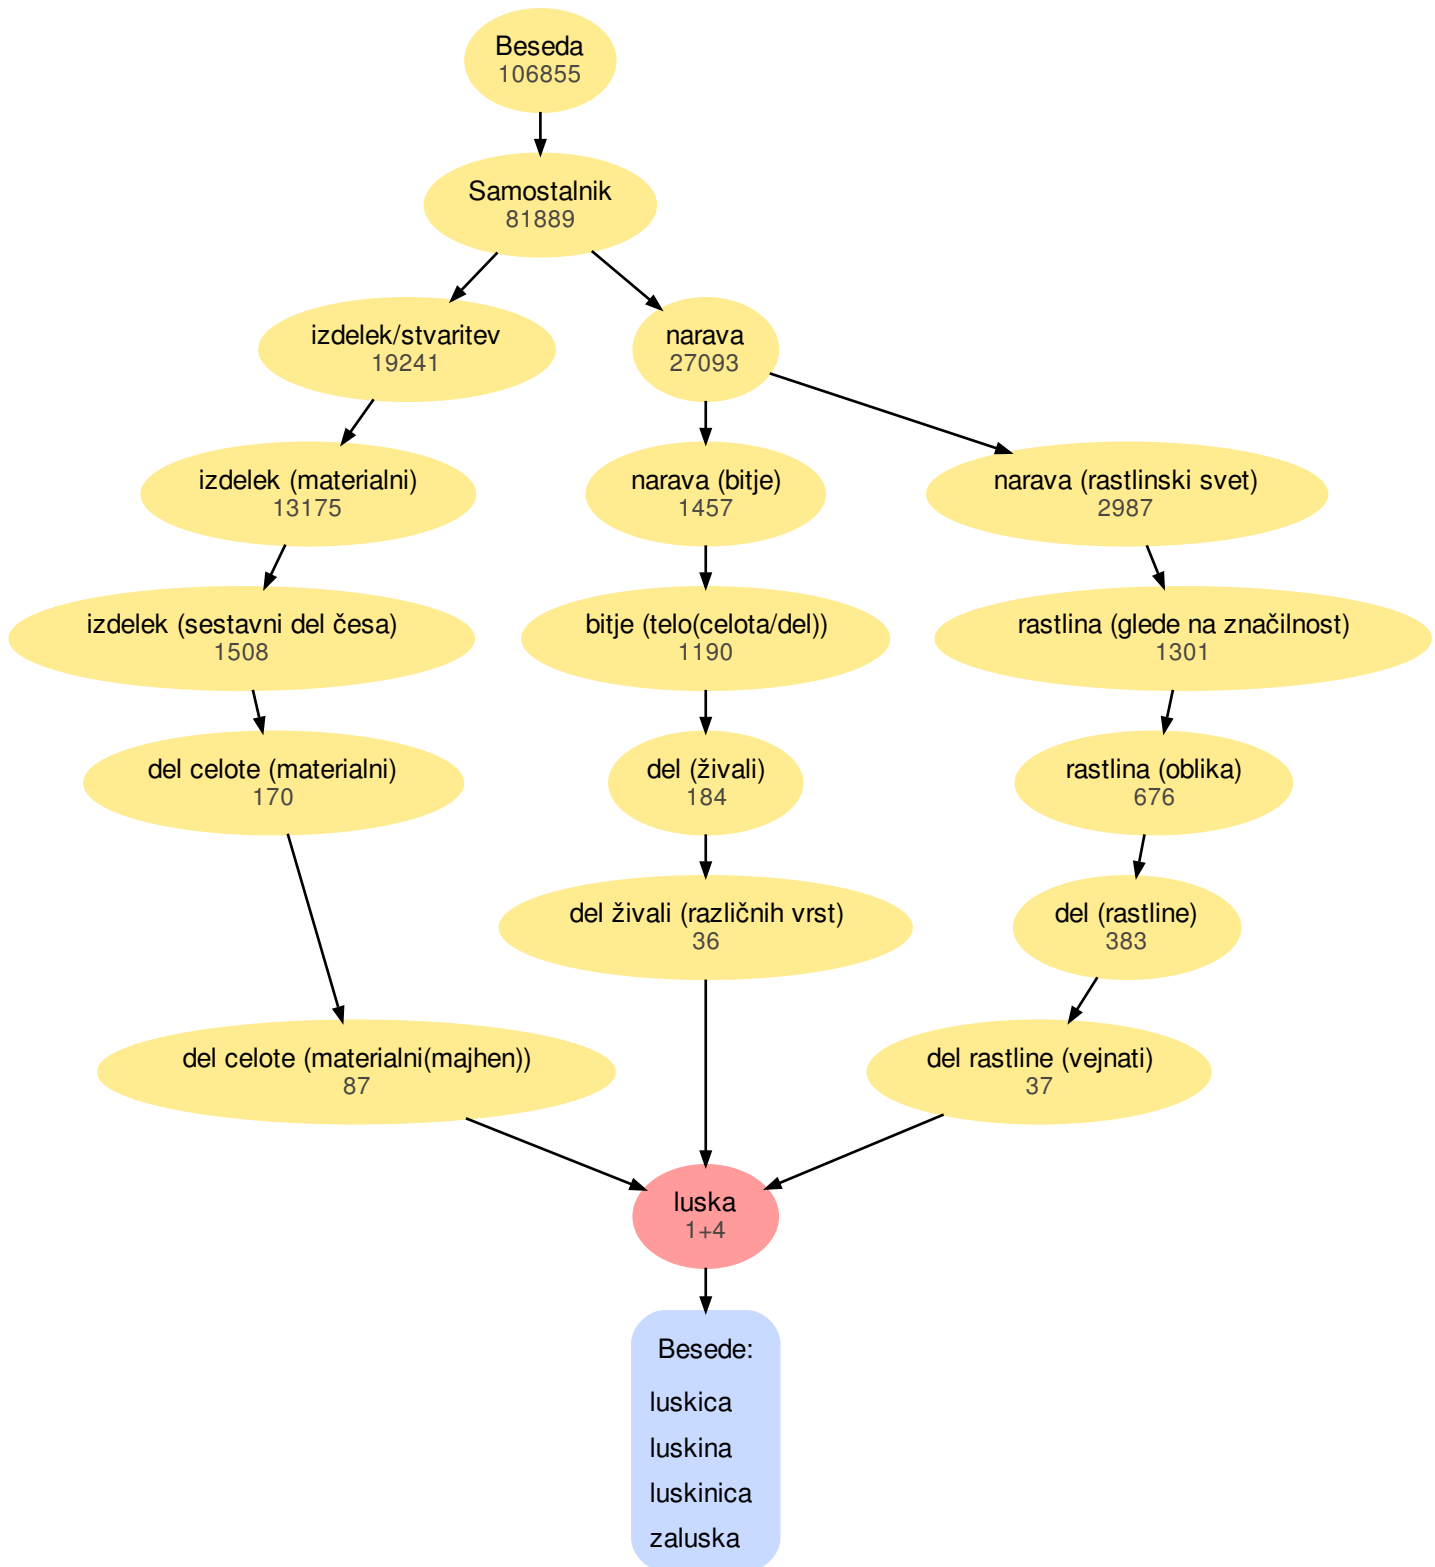 Beseda
106855
Samostalnik
81889
izdelek/stvaritev
19241
narava
27093
izdelek (materialni)
13175
narava (bitje)
1457
narava (rastlinski svet)
2987
izdelek (sestavni del česa)
1508
bitje (telo(celota/del))
1190
rastlina (glede na značilnost)
1301
del celote (materialni)
170
del (živali)
184
rastlina (oblika)
676
del živali (različnih vrst)
36
del (rastline)
383
del celote (materialni(majhen))
87
del rastline (vejnati)
37
luska
1+4
Besede:
luskica
luskina
luskinica
zaluska